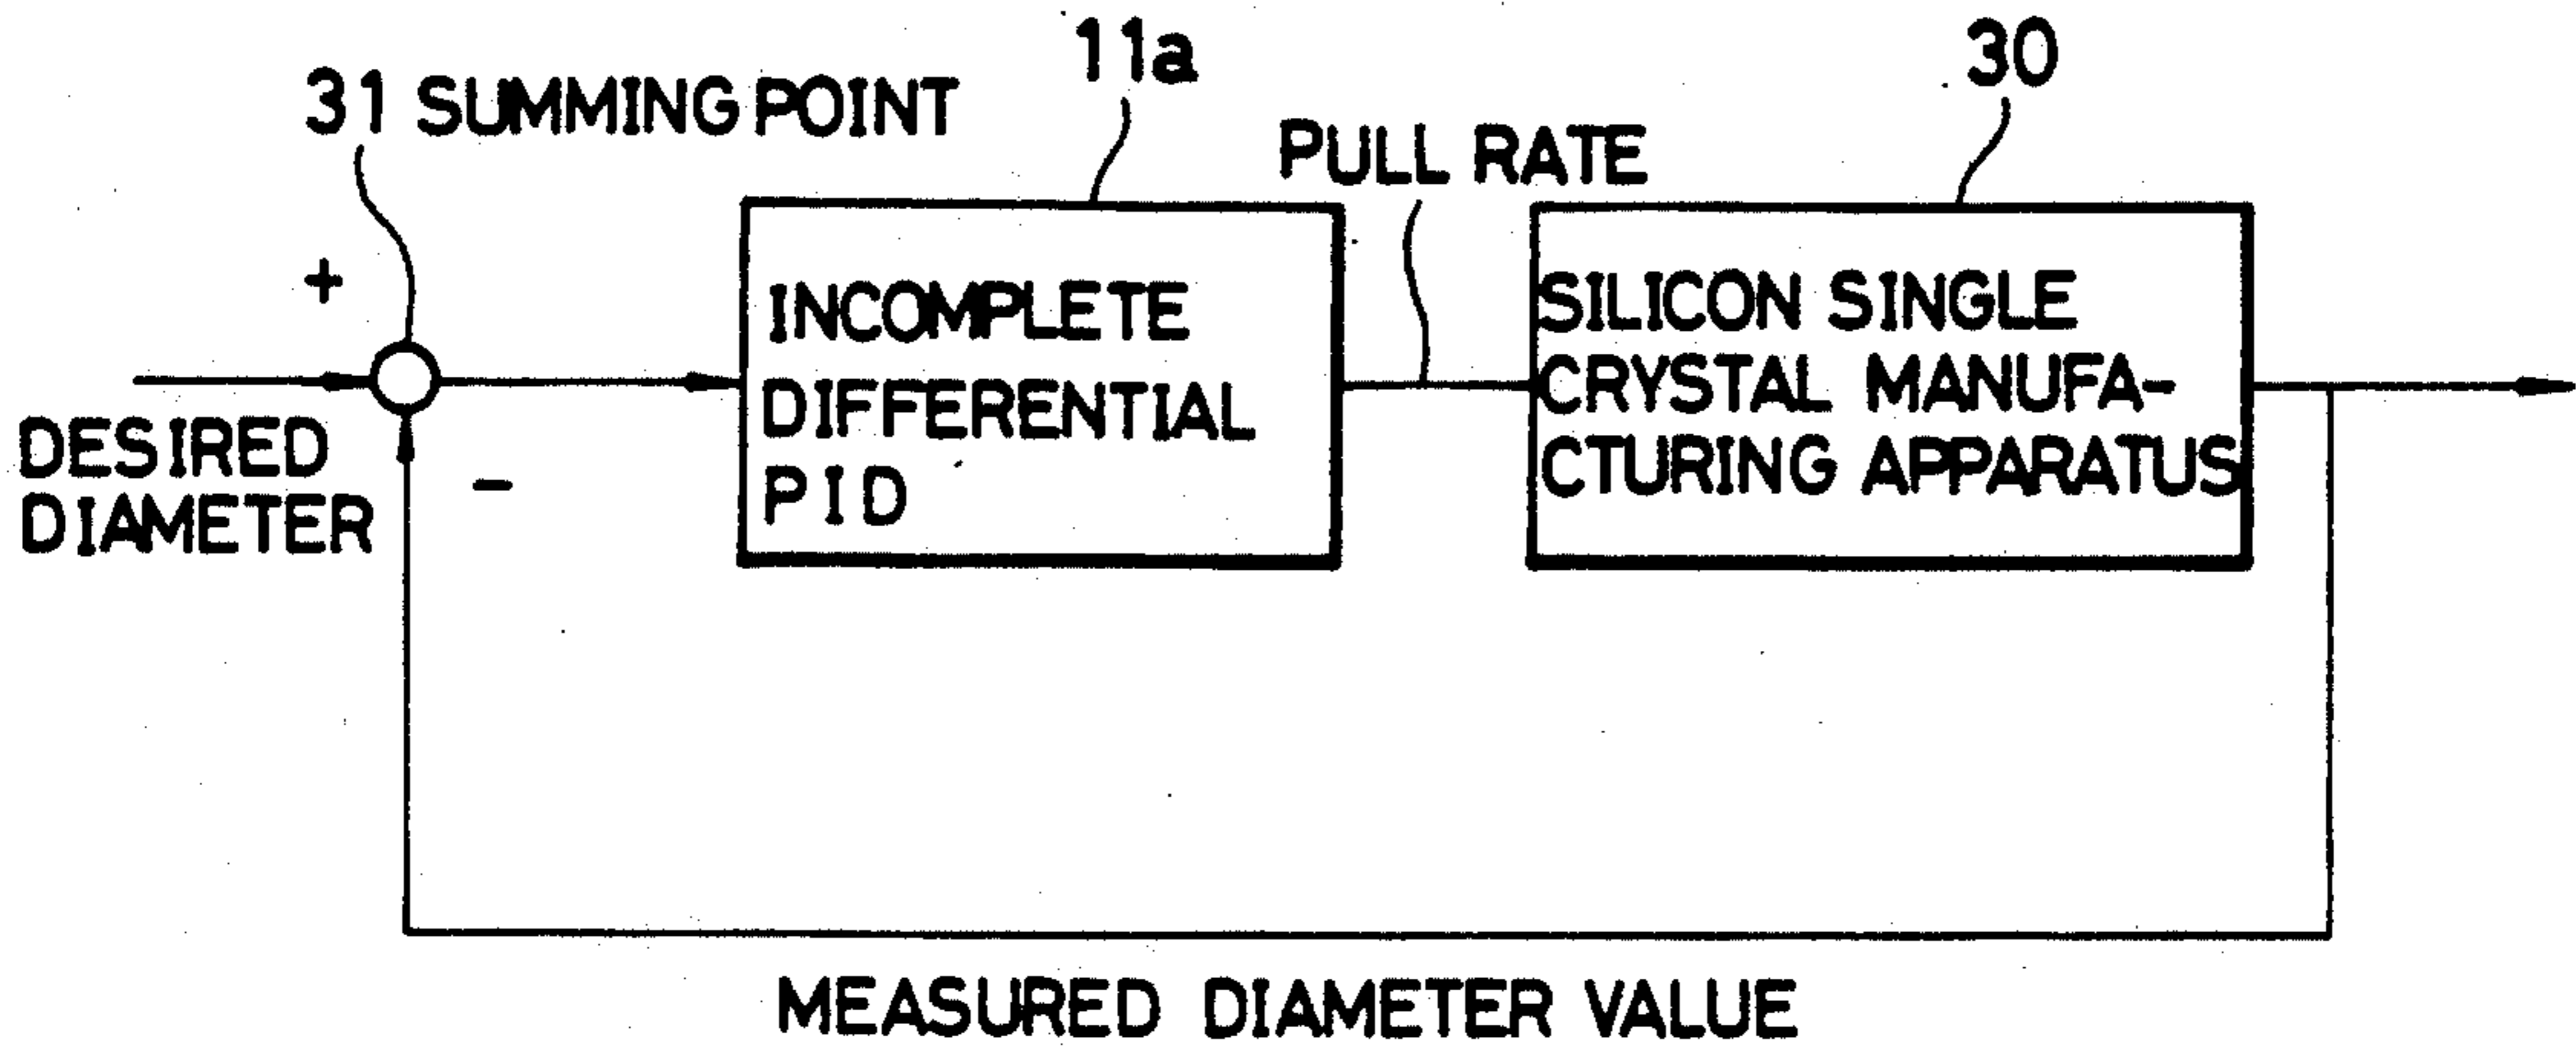 11a
30
31 SUMMING POINT
PULL RATE
+
INCOMPLETE
DIFFERENTIAL
PID
SILICON SINGLE
CRYSTAL MANUFA-
CTURING APPARATUS
DESIRED
DIAMETER
-
MEASURED DIAMETER VALUE